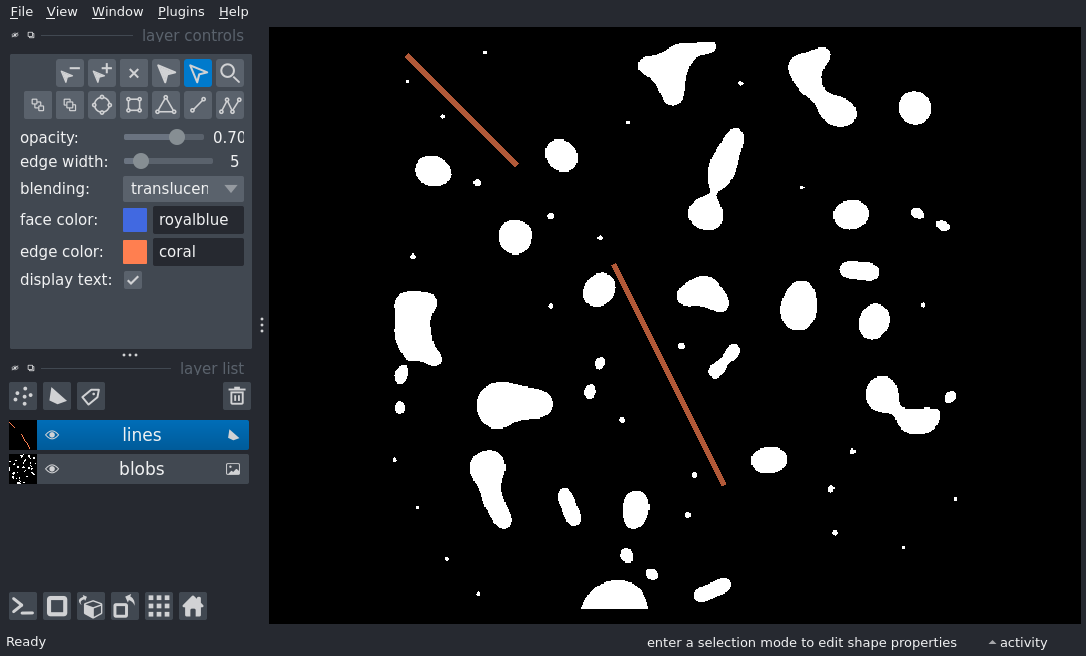 File View Window Plugins Help
layer controls
opacity: 0.70
edge width: 5
blending: translucen
face color: royalblue
edge color: coral
display text:
layer list
lines
blobs
Ready enter a selection mode to edit shape properties activity